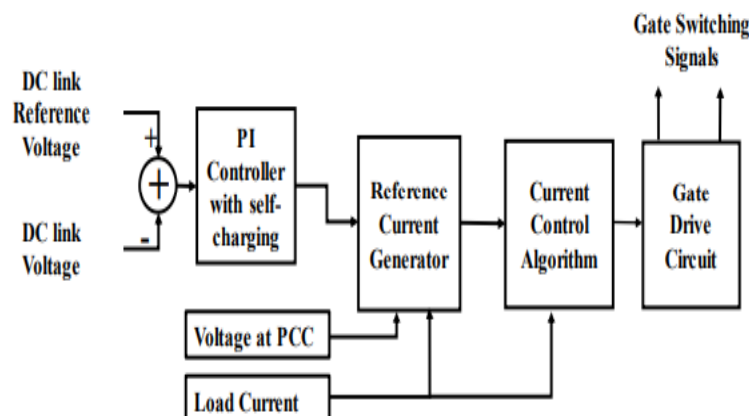 Gate Switching
Signals
DC link
Reference
Voltage
+
+
-
DC link
Voltage
PI
Controller
with self-
charging
Reference
Current
Generator
Current
Control
Algorithm
Gate
Drive
Circuit
Voltage at PCC
Load Current